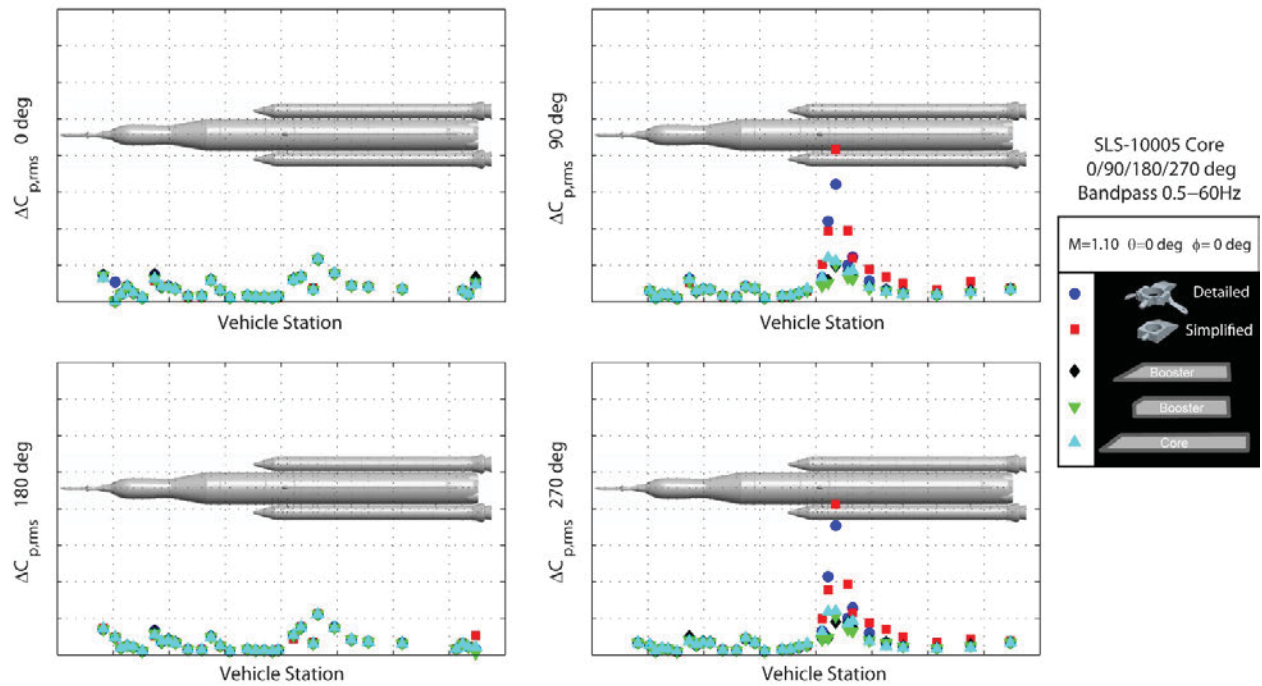 ΔC p,rms 0 deg
Vehicle Station
ΔC p,rms 90 deg
Vehicle Station
ΔC p,rms 180 deg
Vehicle Station
ΔC p,rms 270 deg
Vehicle Station
SLS-10005 Core
0/90/180/270 deg
Bandpass 0.5–60Hz
M=1.10 θ=0 deg ϕ= 0 deg
Detailed
Simplified
Booster
Booster
Core